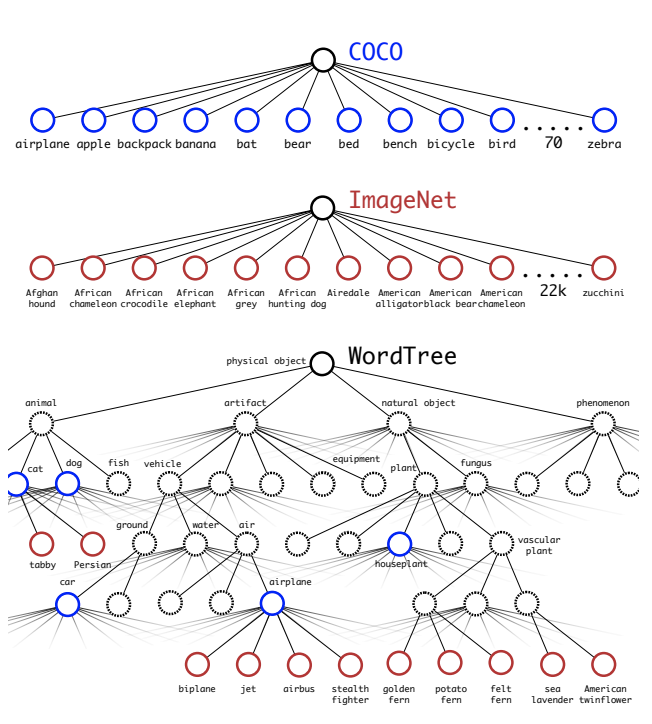 COCO
airplane apple backpack banana bat bear bed bench bicycle bird ..... 70 zebra
ImageNet
Afghan hound
African chameleon
African crocodile
African elephant
African grey
African hunting dog
Airedale
American alligator
American black bear
American chameleon
..... 22k
zucchini
WordTree
physical object
animal artifact natural object phenomenon
cat dog fish vehicle equipment plant fungus
ground water air vascular plant
tabby Persian houseplant
car airplane
biplane jet airbus
stealth fighter
golden fern
potato fern
felt fern
sea lavender
American twinflower